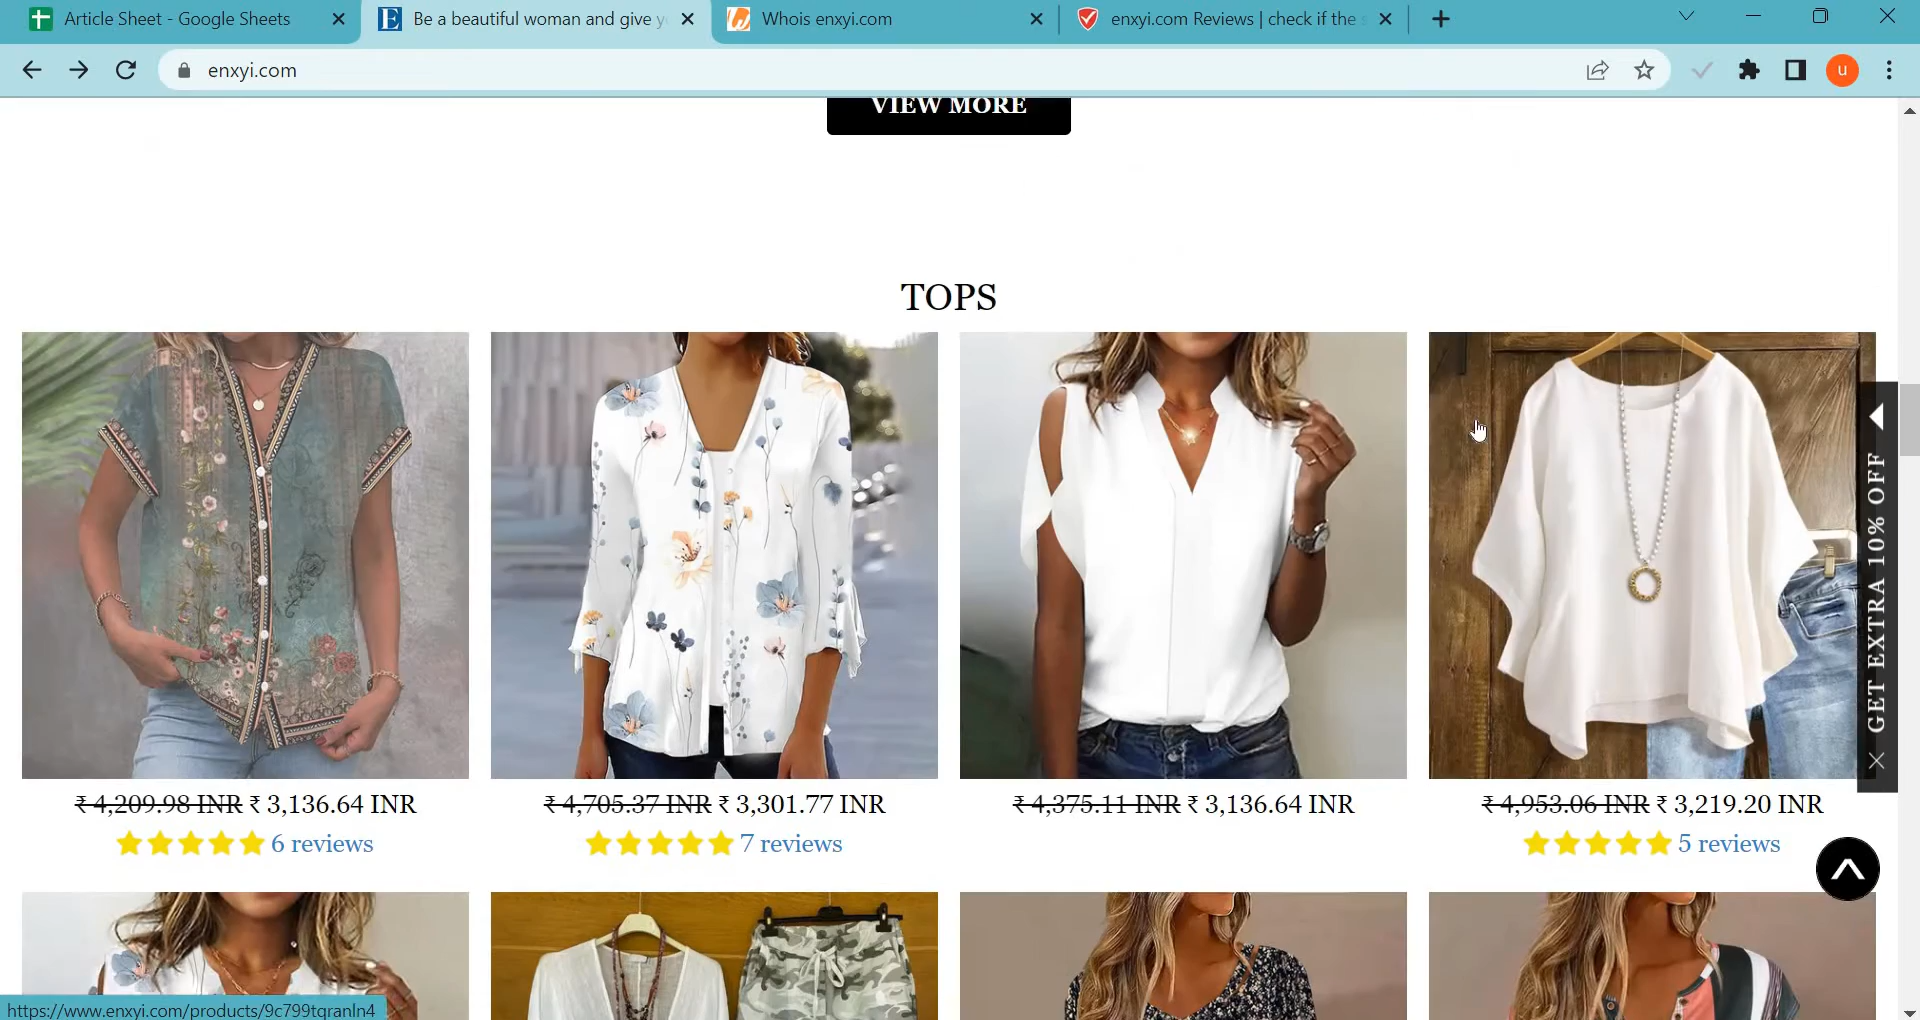 Article Sheet - Google Sheets
Be a beautiful woman and give y
Whois enxyi.com
enxyi.com Reviews | check if the s
enxyi.com
u
VIEW MORE
TOPS
₹ 4,209.98 INR ₹ 3,136.64 INR
6 reviews
₹ 4,705.37 INR ₹ 3,301.77 INR
7 reviews
₹ 4,375.11 INR ₹ 3,136.64 INR
₹ 4,953.06 INR ₹ 3,219.20 INR
5 reviews
GET EXTRA 10% OFF
https://www.enxyi.com/products/9c799tqranln4